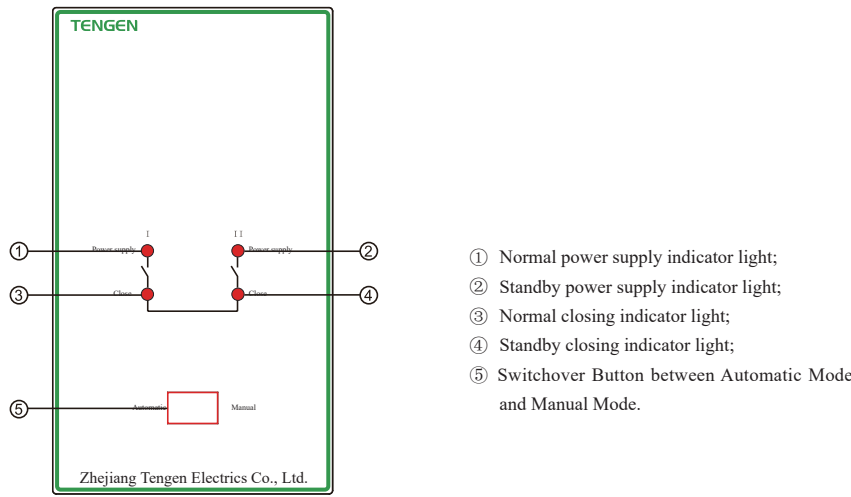 TENGEN
I II
Power supply Power supply
① ②
Close Close
③ ④
⑤ Automatic Manual
Zhejiang Tengen Electrics Co., Ltd.
① Normal power supply indicator light;
② Standby power supply indicator light;
③ Normal closing indicator light;
④ Standby closing indicator light;
⑤ Switchover Button between Automatic Mode
and Manual Mode.